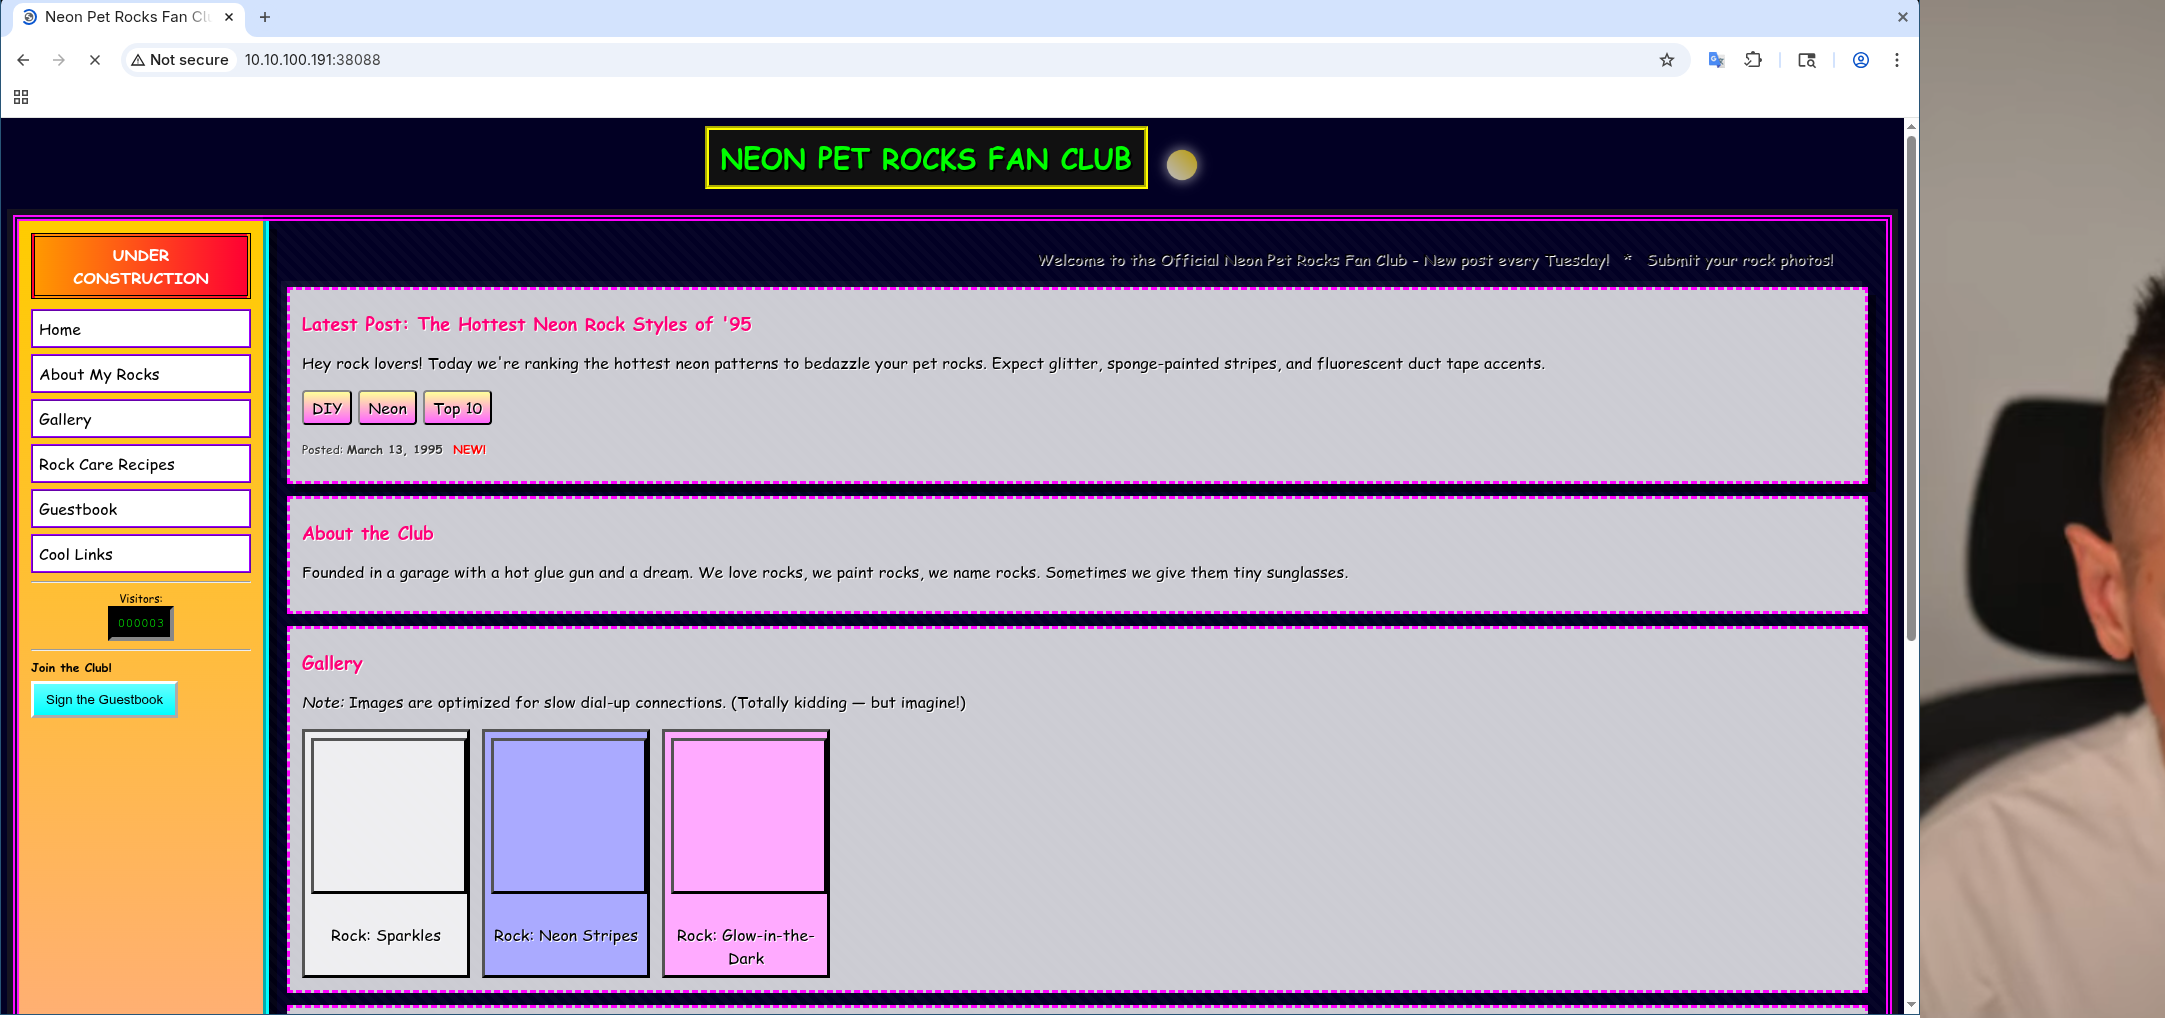 Neon Pet Rocks Fan Cl
Not secure
10.10.100.191:38088
NEON PET ROCKS FAN CLUB
UNDER
CONSTRUCTION
Home
About My Rocks
Gallery
Rock Care Recipes
Guestbook
Cool Links
Visitors:
000003
Join the Club!
Sign the Guestbook
Welcome to the Official Neon Pet Rocks Fan Club - New post every Tuesday! * Submit your rock photos!
Latest Post: The Hottest Neon Rock Styles of '95
Hey rock lovers! Today we're ranking the hottest neon patterns to bedazzle your pet rocks. Expect glitter, sponge-painted stripes, and fluorescent duct tape accents.
DIY Neon Top 10
Posted: March 13, 1995 NEW!
About the Club
Founded in a garage with a hot glue gun and a dream. We love rocks, we paint rocks, we name rocks. Sometimes we give them tiny sunglasses.
Gallery
Note: Images are optimized for slow dial-up connections. (Totally kidding — but imagine!)
Rock: Sparkles
Rock: Neon Stripes
Rock: Glow-in-the-
Dark